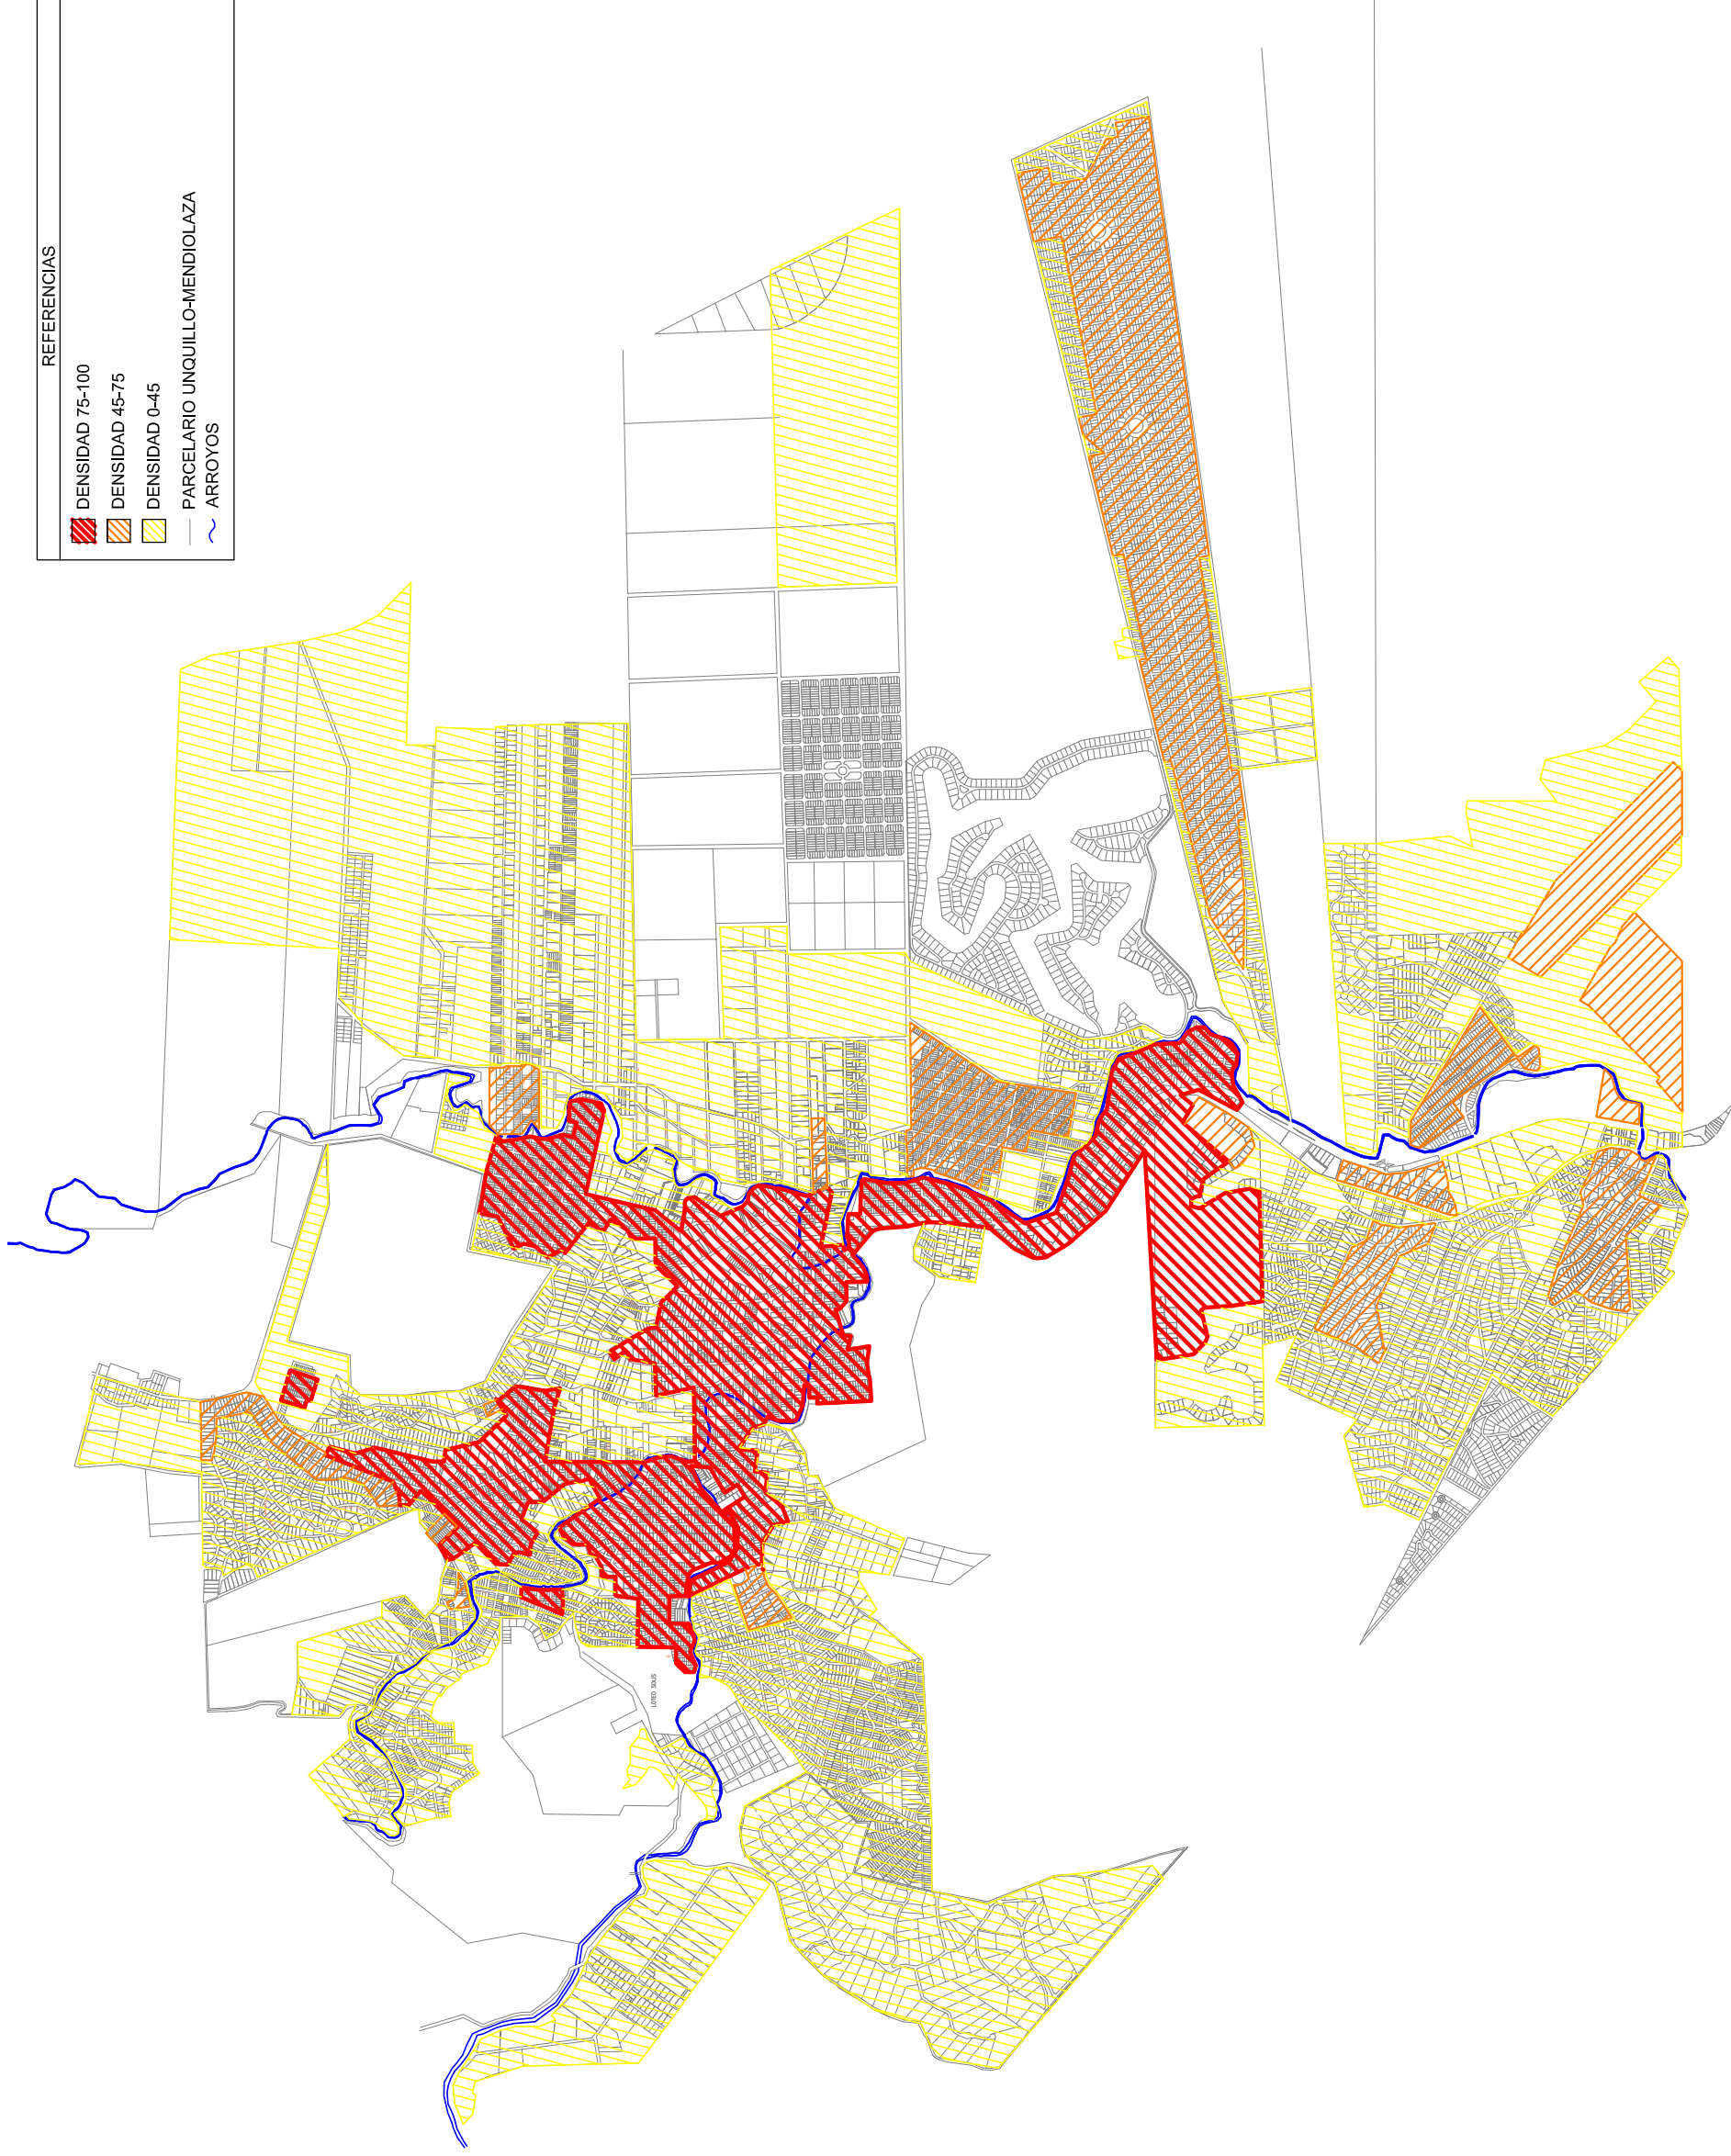 REFERENCIAS
DENSIDAD 75-100
DENSIDAD 45-75
DENSIDAD 0-45
PARCELARIO UNQUILLO-MENDIOLAZA
ARROYOS
LOTEO SOLIS